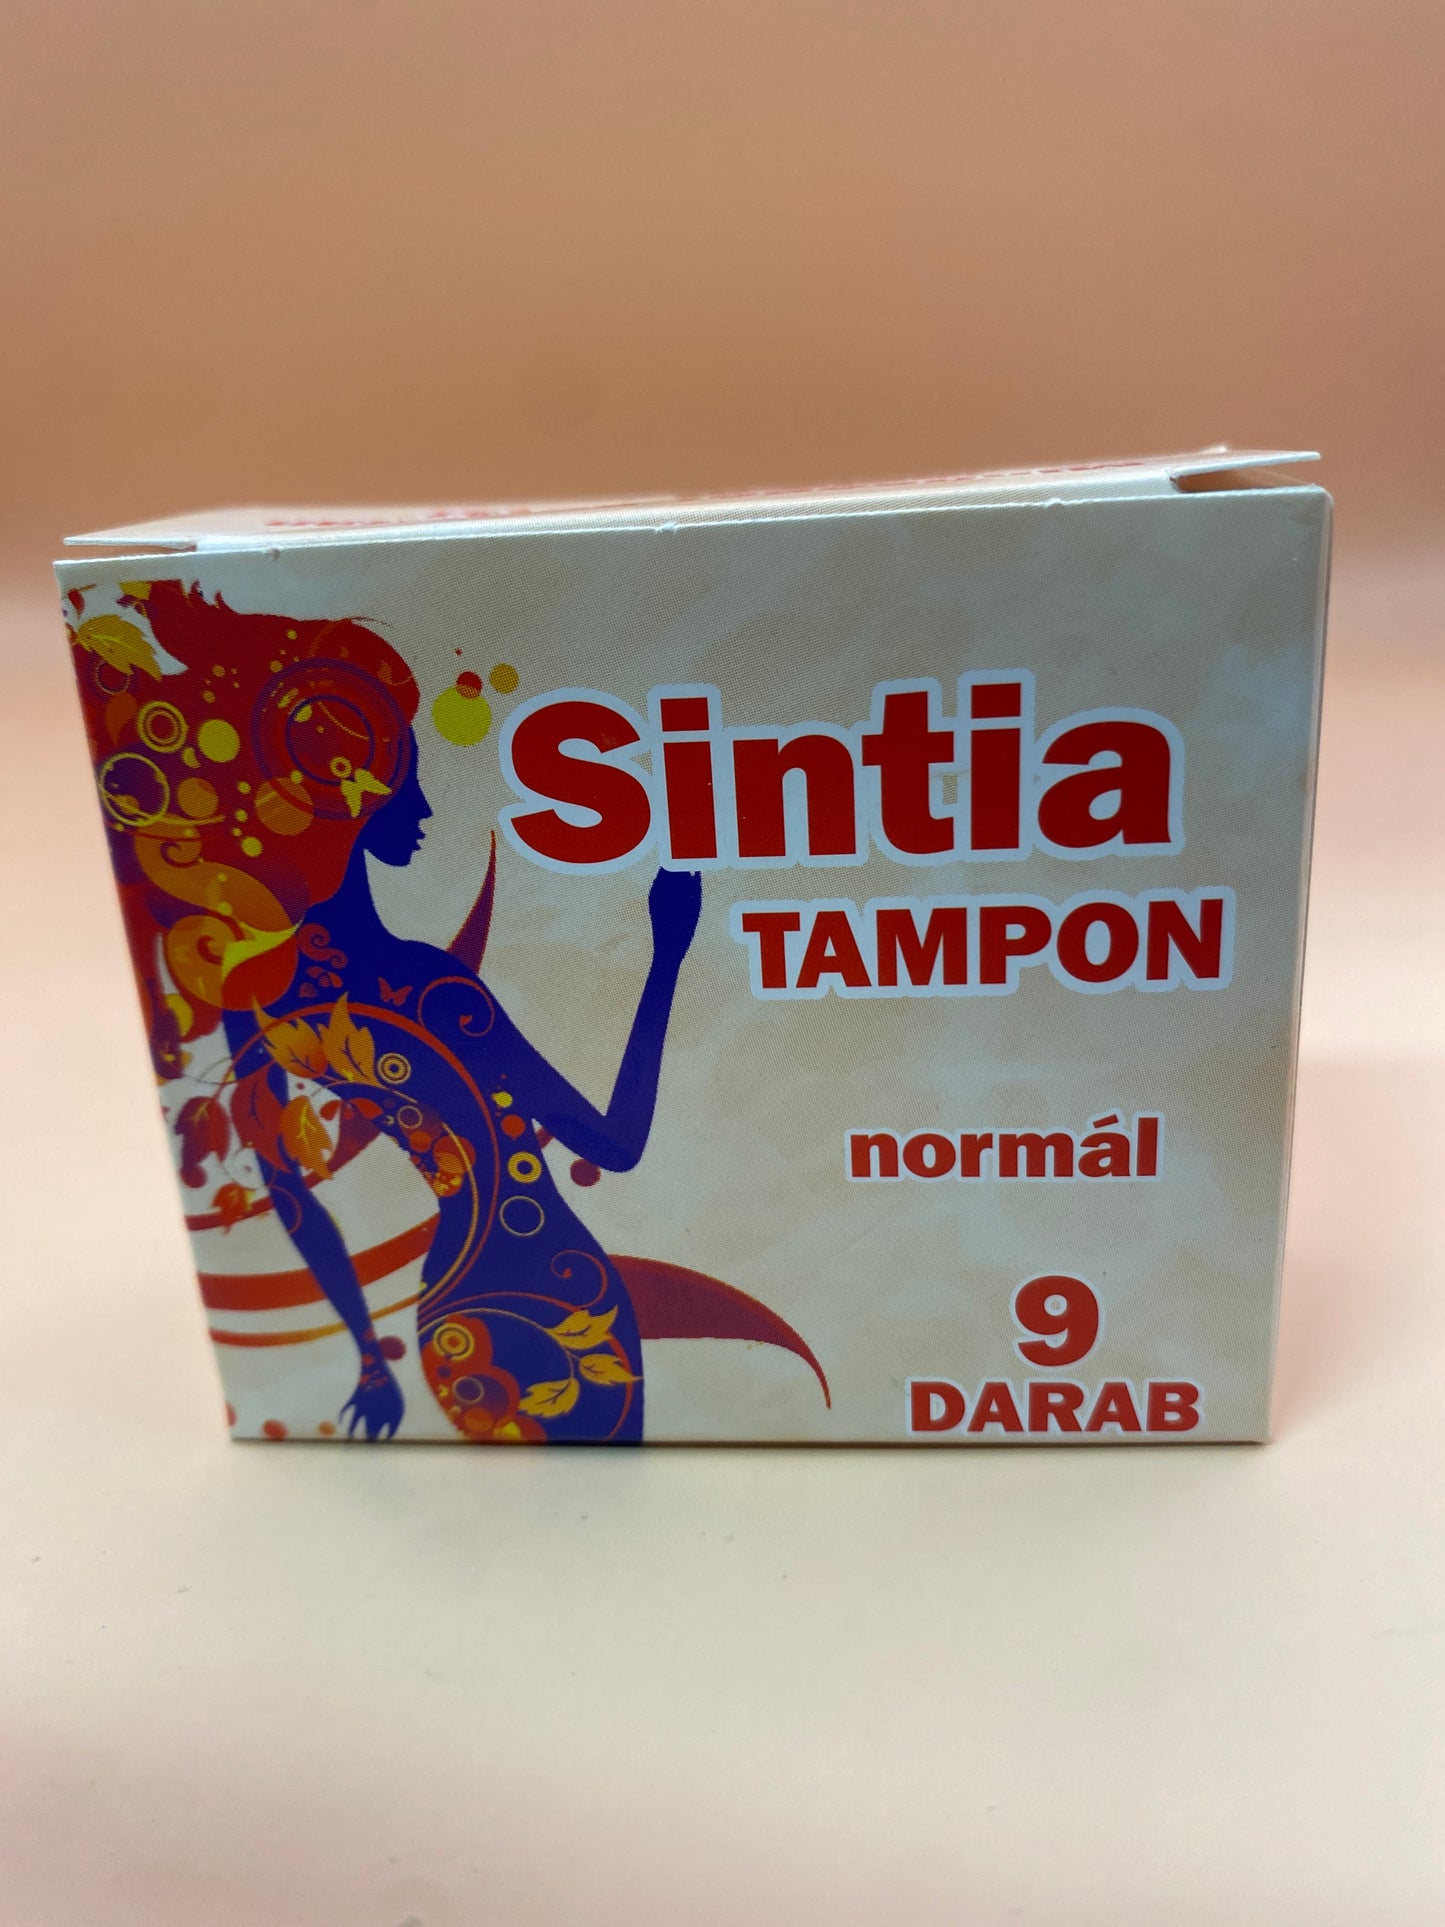 Sintia
TAMPON
normál
9
DARAB